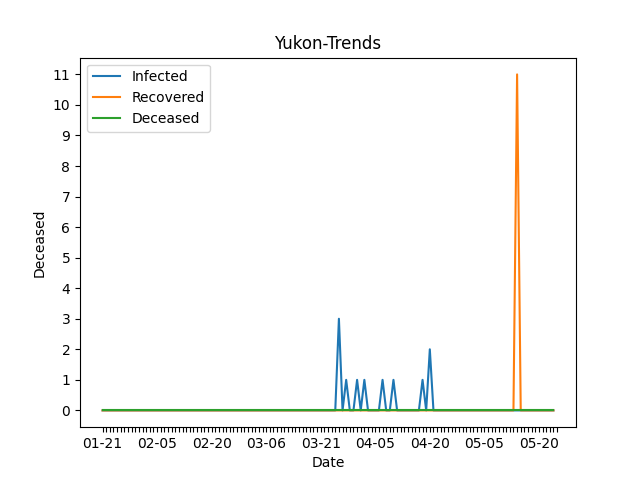 Yukon-Trends
Infected
Recovered
Deceased
Deceased
11
10
9
8
7
6
5
4
3
2
1
0
01-21 02-05 02-20 03-06 03-21 04-05 04-20 05-05 05-20
Date